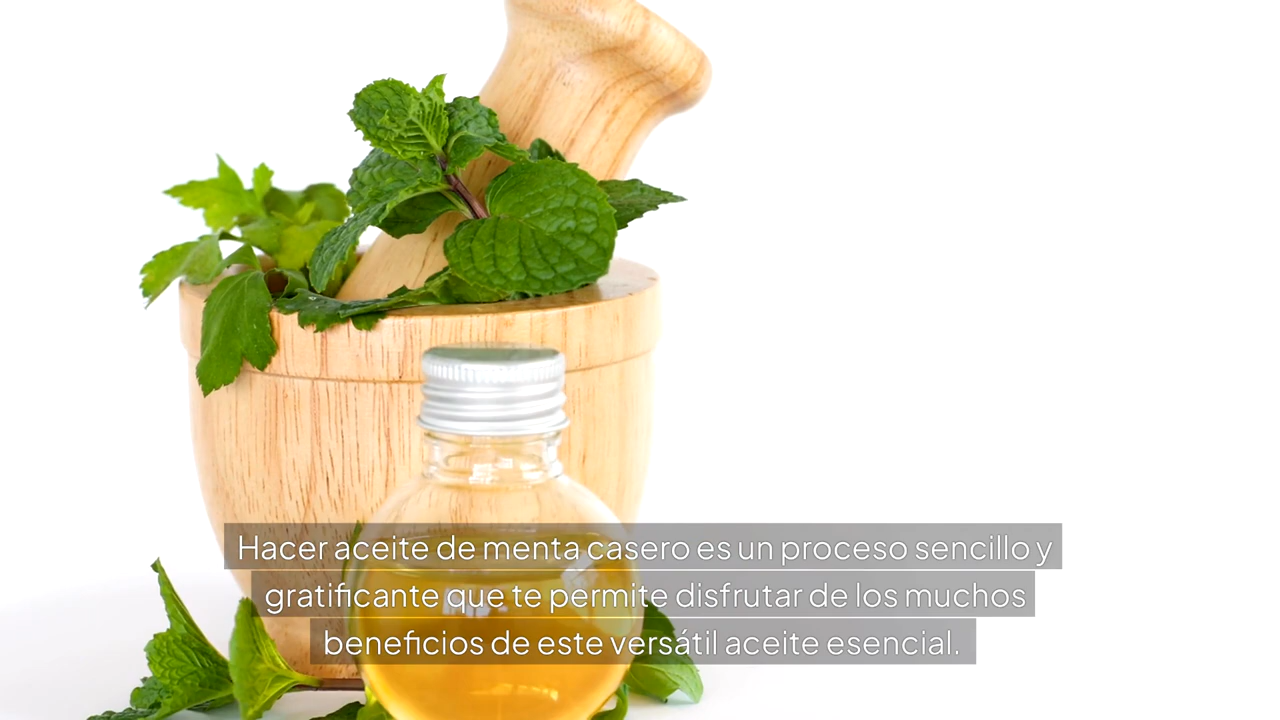 Hacer aceite de menta casero es un proceso sencillo y
gratificante que te permite disfrutar de los muchos
beneficios de este versátil aceite esencial.